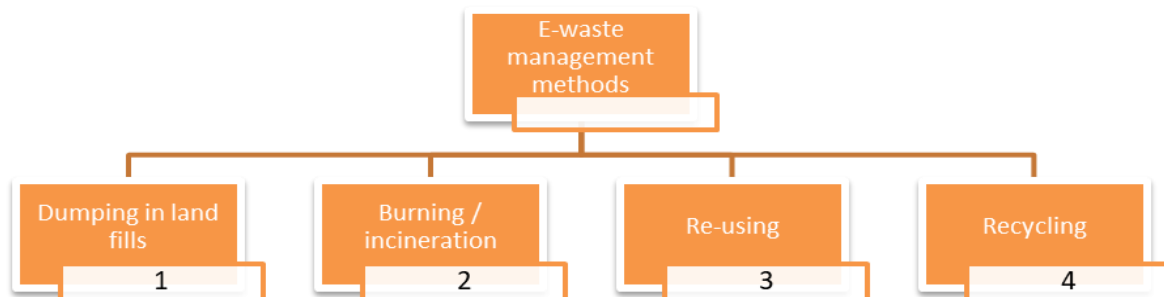 E-waste
management
methods
Dumping in land
fills
1
Burning /
incineration
2
Re-using
3
Recycling
4